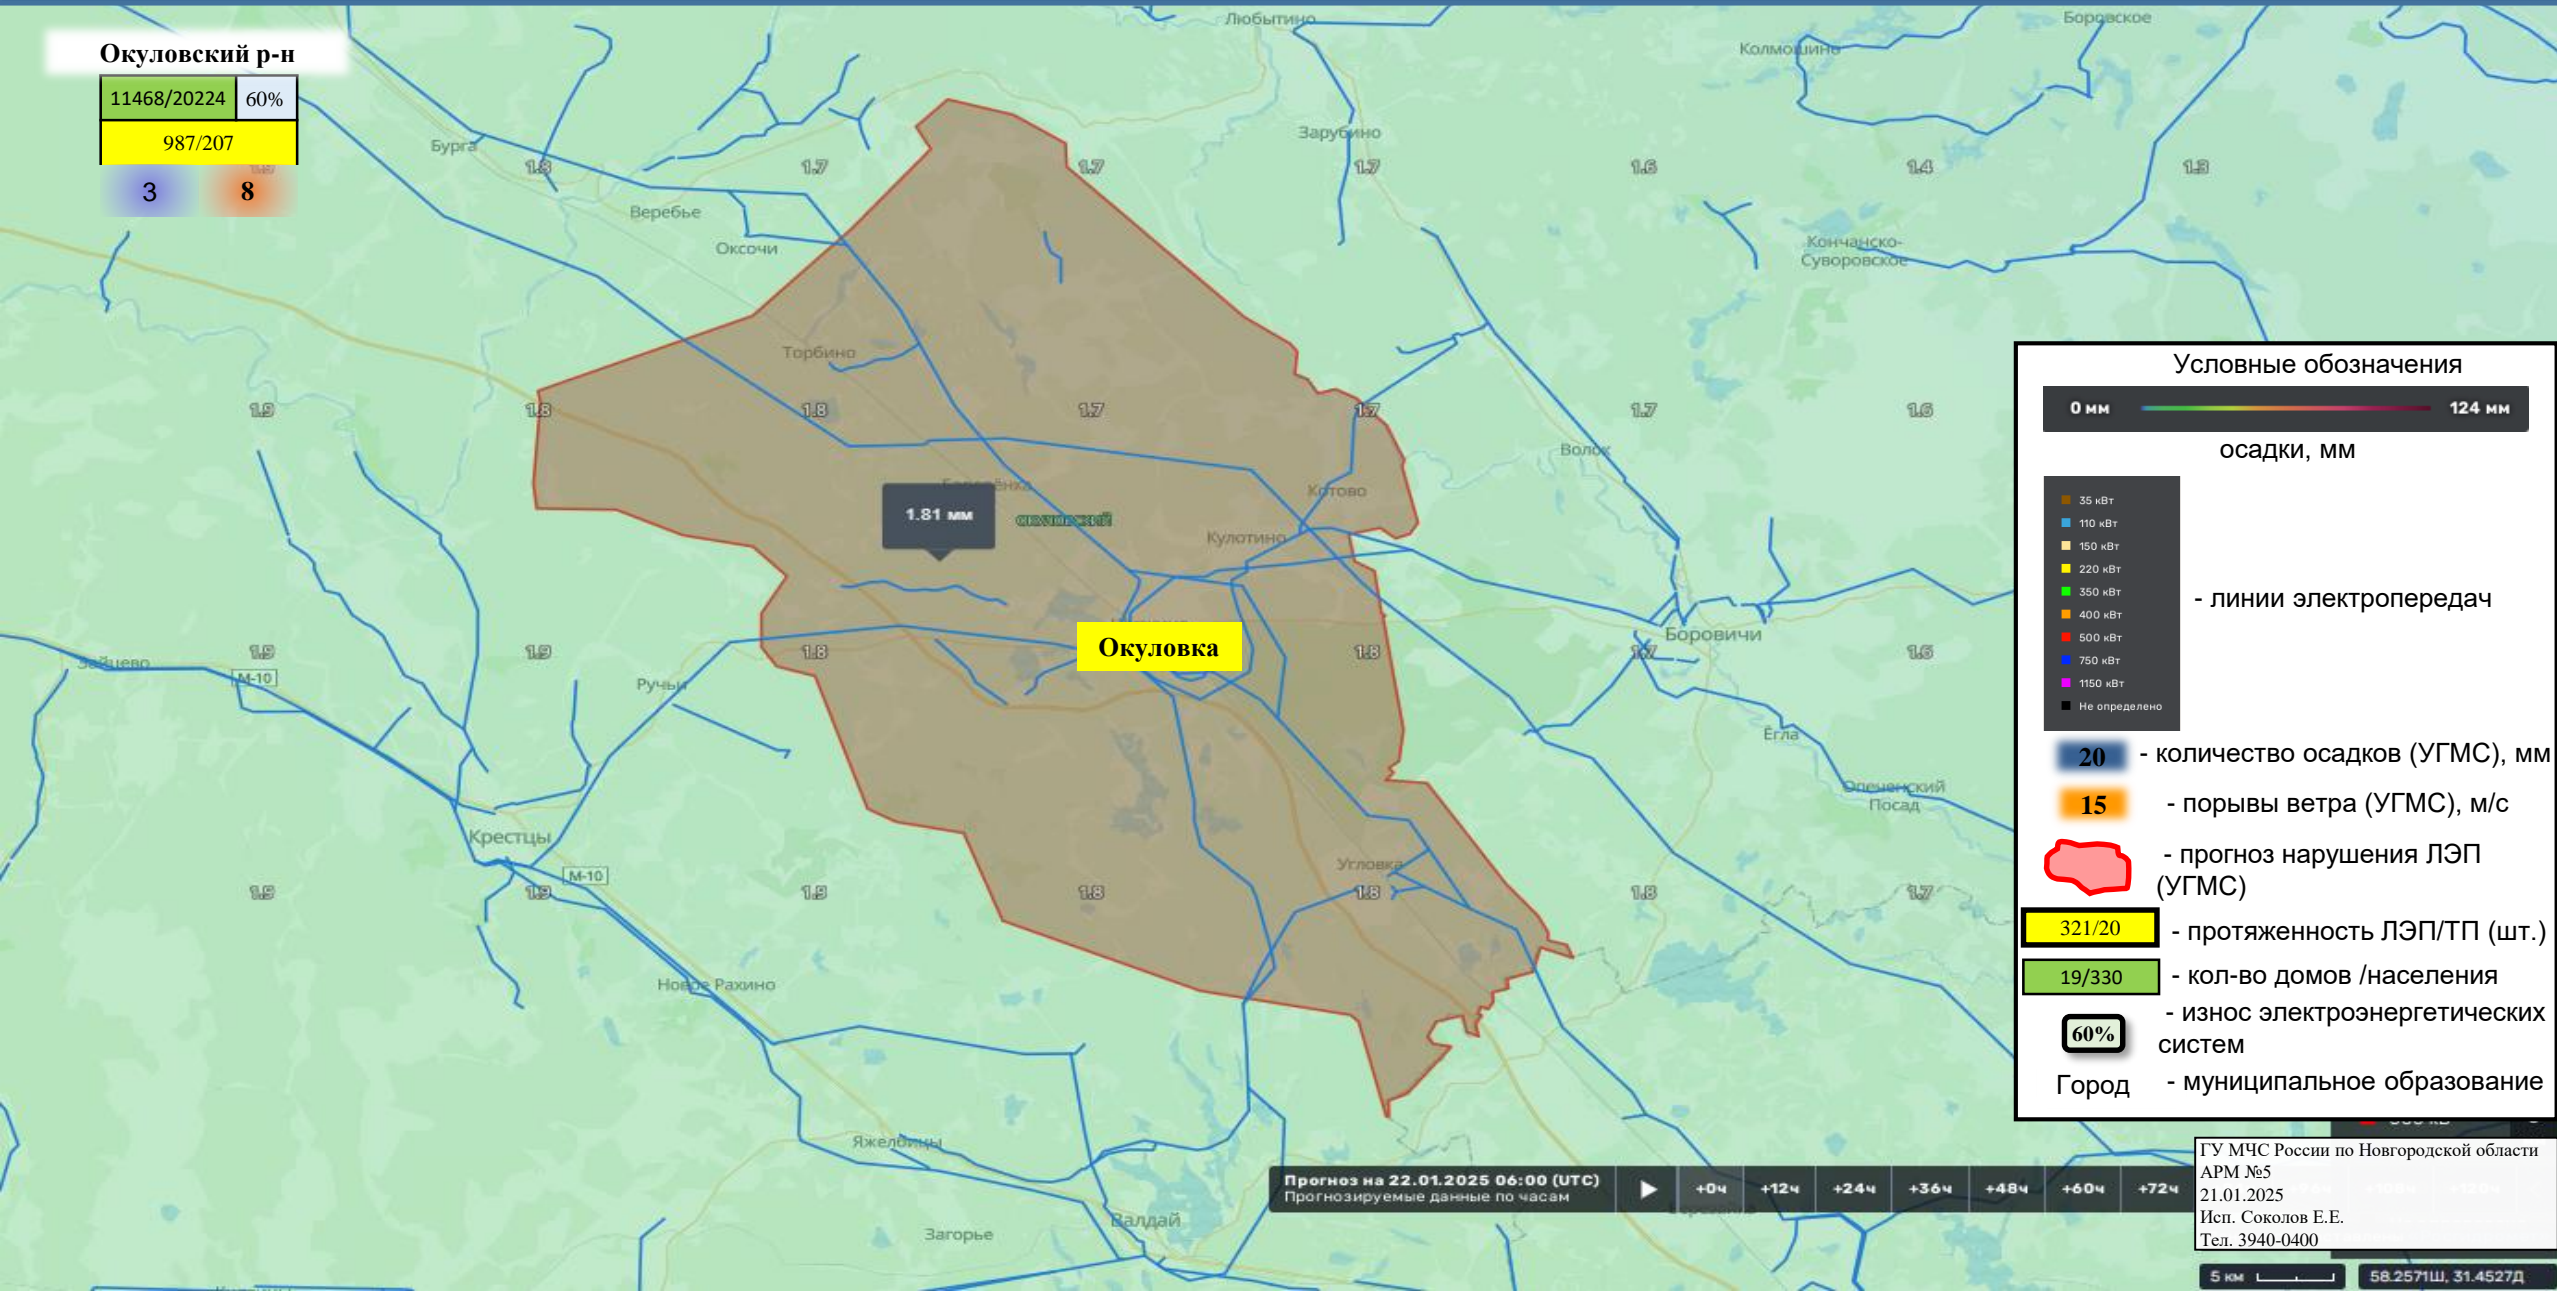 Окуловский р-н
11468/20224 60%
987/207
3 8
Любытино
Боровское
Колмошино
Зарубино
Бурга
1.8 1.7 1.7 1.7 1.6 1.4 1.3
Веребье
Оксочи
Кончанско-
Суворовское
Торбино
1.9 1.8 1.8 1.7 1.7 1.7 1.6
Волок
Котово
1.81 мм
ОКУЛОВСКИЙ
Кулотино
Окуловка
Боровичи
1.9 1.9 1.8 1.8 1.7 1.6
Зайцево
М-10
Ручьи
Ёгла
Опеченский
Посад
Крестцы
М-10
Угловка
1.9 1.9 1.9 1.8 1.8 1.8 1.7
Новое Рахино
Яжелбицы
Валдай
Загорье
Условные обозначения
0 мм 124 мм
осадки, мм
35 кВт
110 кВт
150 кВт
220 кВт
350 кВт
400 кВт
500 кВт
750 кВт
1150 кВт
Не определено
- линии электропередач
20 - количество осадков (УГМС), мм
15 - порывы ветра (УГМС), м/с
- прогноз нарушения ЛЭП
(УГМС)
321/20 - протяженность ЛЭП/ТП (шт.)
19/330 - кол-во домов /населения
- износ электроэнергетических
60% систем
Город - муниципальное образование
Прогноз на 22.01.2025 06:00 (UTC)
Прогнозируемые данные по часам
+0ч +12ч +24ч +36ч +48ч +60ч +72ч
ГУ МЧС России по Новгородской области
АРМ №5
21.01.2025
Исп. Соколов Е.Е.
Тел. 3940-0400
5 км 58.2571Ш, 31.4527Д